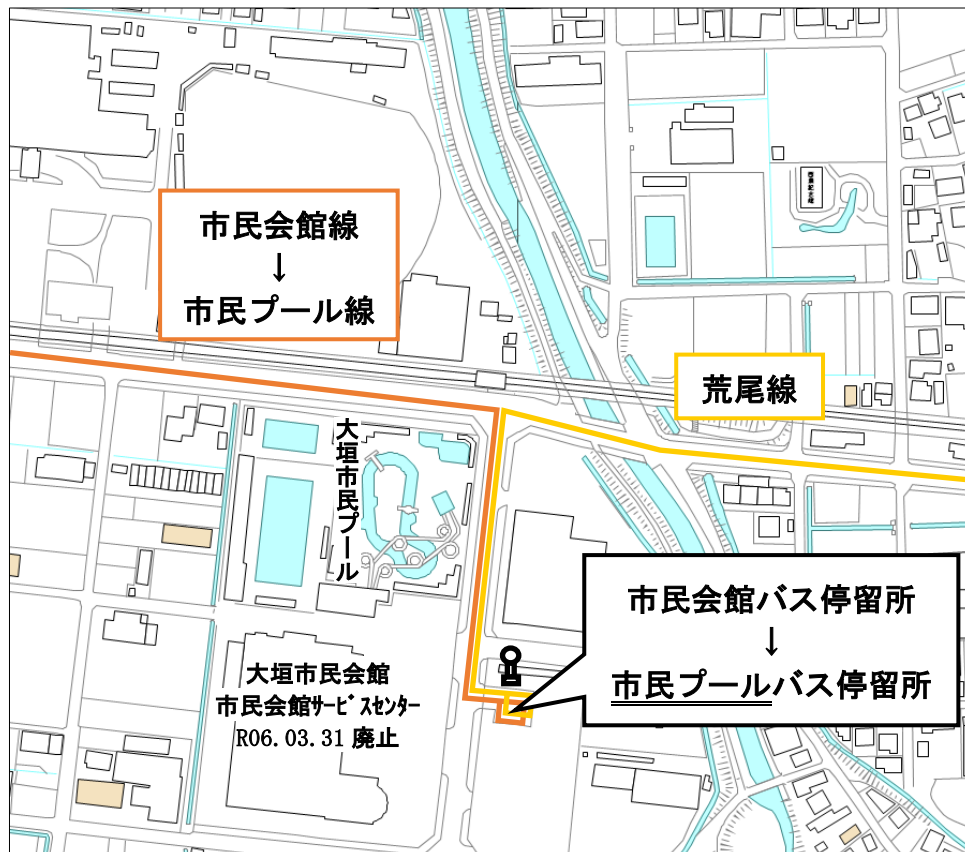 市民会館線
↓
市民プール線
荒尾線
大垣市民プール
市民会館バス停留所
↓
市民プールバス停留所
大垣市民会館
市民会館サービスセンター
R06.03.31 廃止